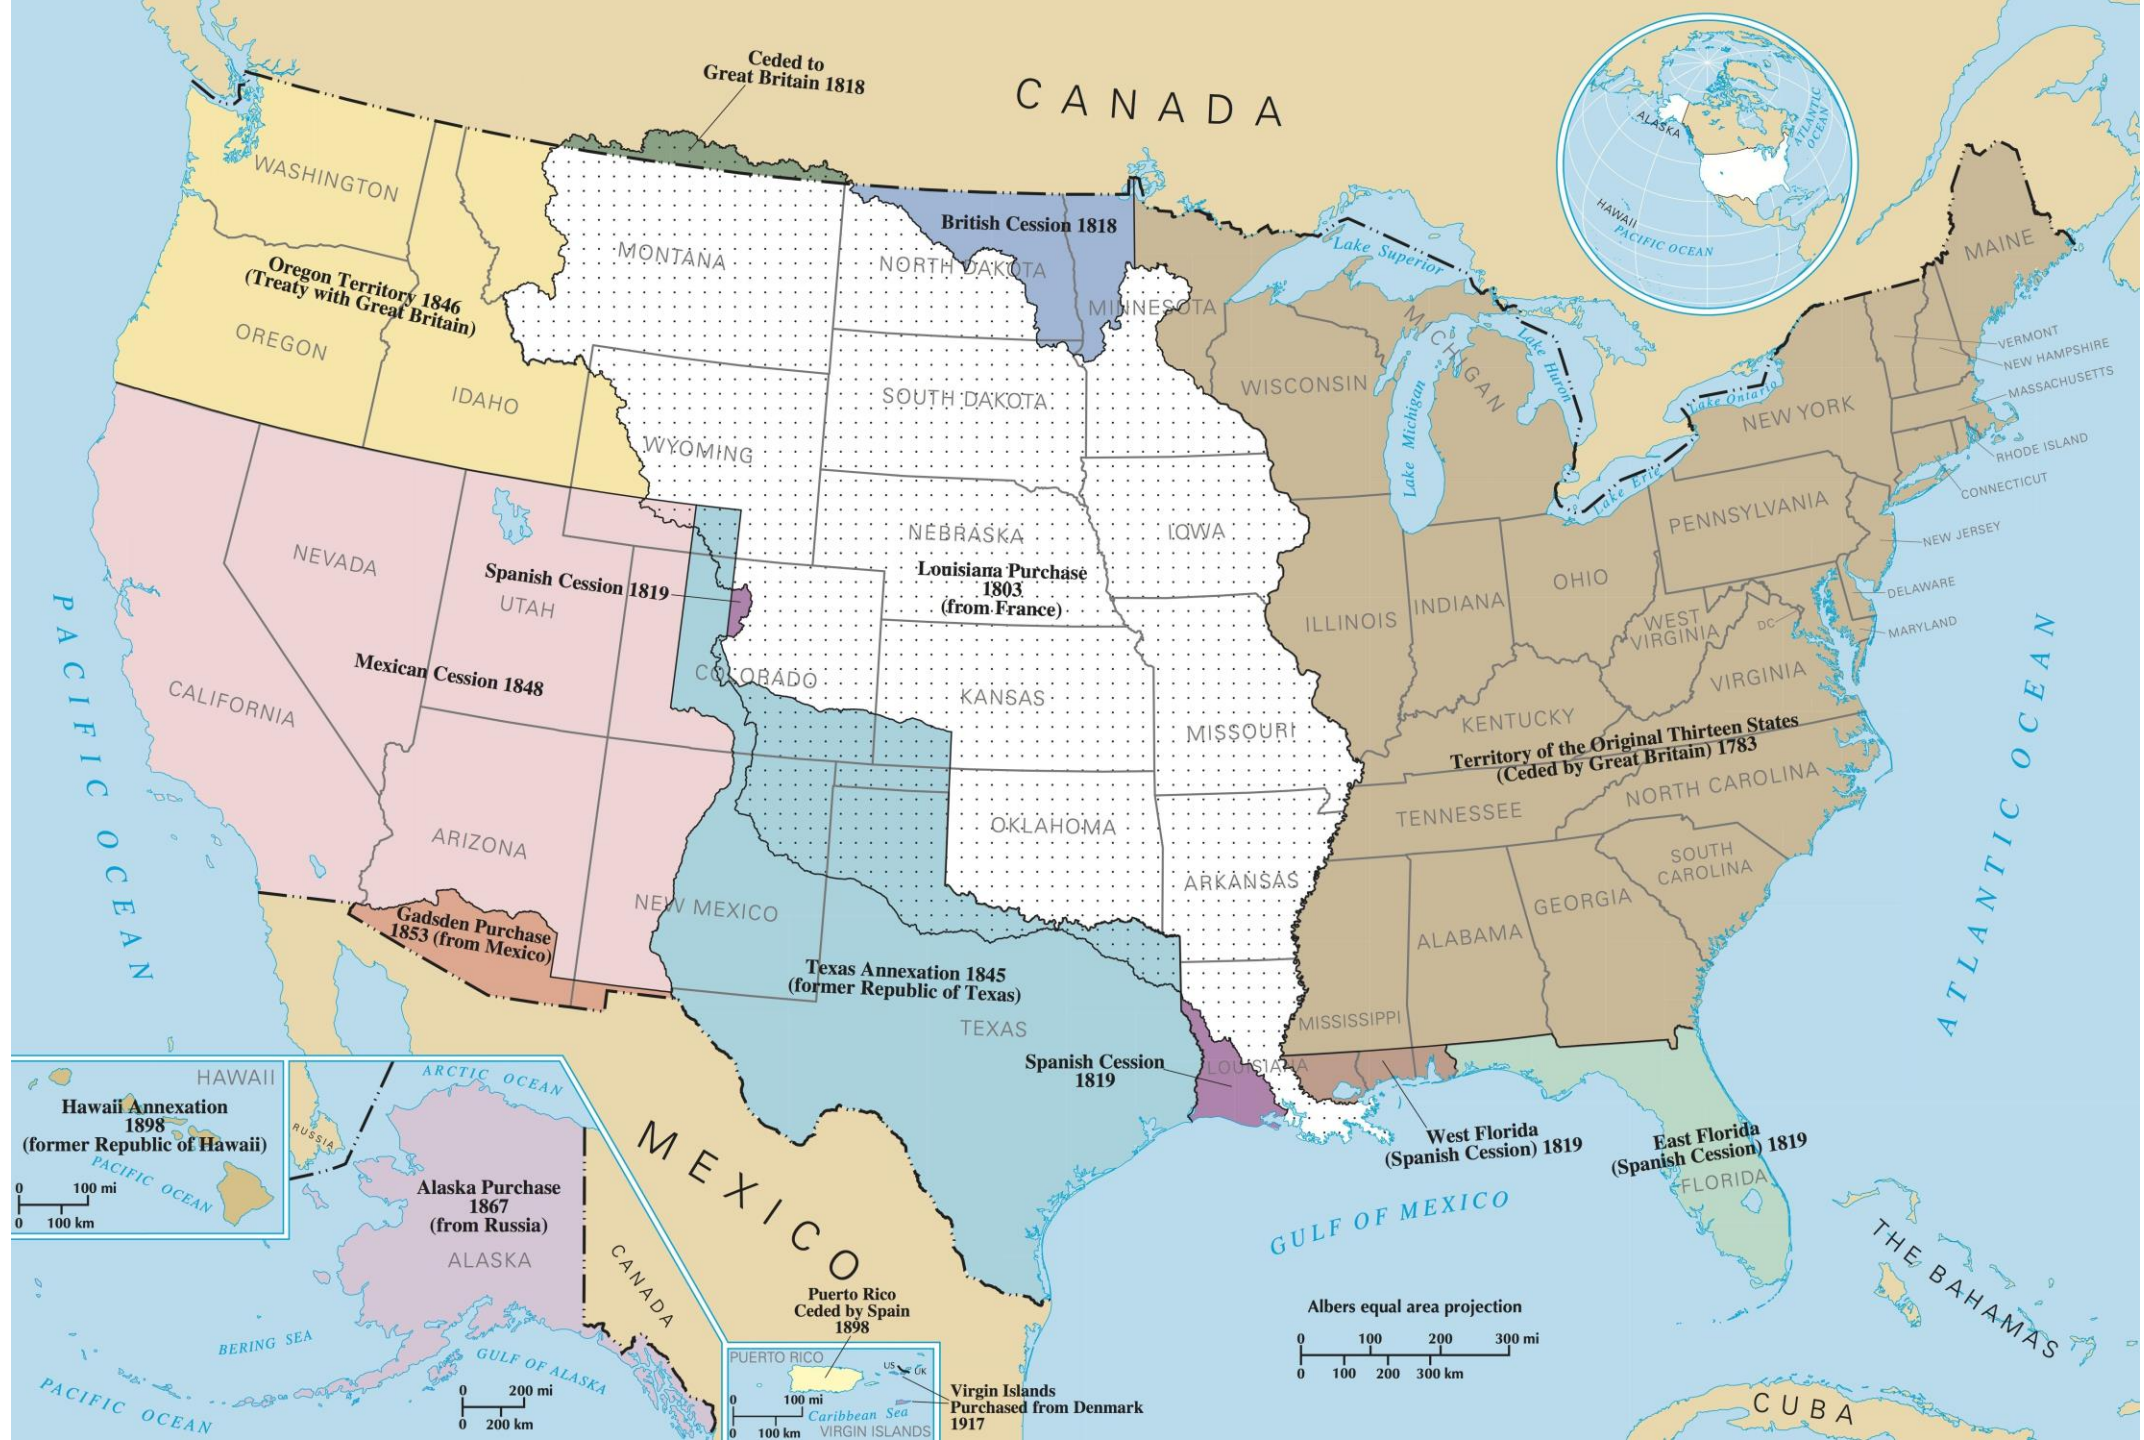 Ceded to
Great Britain 1818
CANADA
ALASKA
ATLANTIC
OCEAN
HAWAII
PACIFIC OCEAN
WASHINGTON
MONTANA
British Cession 1818
NORTH DAKOTA
MINNESOTA
Lake Superior
MAINE
Oregon Territory 1846
(Treaty with Great Britain)
OREGON
IDAHO
WYOMING
SOUTH DAKOTA
WISCONSIN
MICHIGAN
Lake Michigan
Lake Huron
Lake Ontario
Lake Erie
NEW YORK
VERMONT
NEW HAMPSHIRE
MASSACHUSETTS
RHODE ISLAND
CONNECTICUT
PENNSYLVANIA
NEW JERSEY
DELAWARE
MARYLAND
DC
NEVADA
UTAH
Spanish Cession 1819
NEBRASKA
IOWA
Louisiana Purchase
1803
(from France)
ILLINOIS
INDIANA
OHIO
WEST
VIRGINIA
VIRGINIA
PACIFIC OCEAN
CALIFORNIA
Mexican Cession 1848
COLORADO
KANSAS
MISSOURI
KENTUCKY
Territory of the Original Thirteen States
(Ceded by Great Britain) 1783
ATLANTIC OCEAN
ARIZONA
NEW MEXICO
OKLAHOMA
ARKANSAS
TENNESSEE
NORTH CAROLINA
SOUTH
CAROLINA
Gadsden Purchase
1853 (from Mexico)
Texas Annexation 1845
(former Republic of Texas)
TEXAS
MISSISSIPPI
ALABAMA
GEORGIA
Spanish Cession
1819
LOUISIANA
West Florida
(Spanish Cession) 1819
East Florida
(Spanish Cession) 1819
FLORIDA
GULF OF MEXICO
MEXICO
THE BAHAMAS
CUBA
HAWAII
Hawaii Annexation
1898
(former Republic of Hawaii)
PACIFIC OCEAN
0 100 mi
0 100 km
ARCTIC OCEAN
RUSSIA
Alaska Purchase
1867
(from Russia)
ALASKA
CANADA
BERING SEA
GULF OF ALASKA
PACIFIC OCEAN
0 200 mi
0 200 km
Puerto Rico
Ceded by Spain
1898
PUERTO RICO
US
UK
0 100 mi
Caribbean Sea
0 100 km
VIRGIN ISLANDS
Virgin Islands
Purchased from Denmark
1917
Albers equal area projection
0 100 200 300 mi
0 100 200 300 km